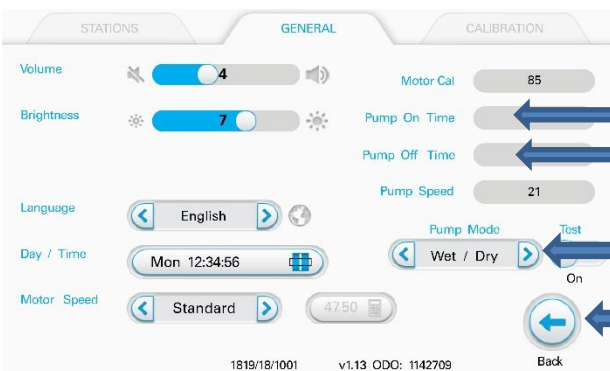 STATIONS GENERAL CALIBRATION
Volume 4 Motor Cal 85
Brightness 7 Pump On Time
Pump Off Time
Pump Speed 21
Language English
Pump Mode Test
Day / Time Mon 12:34:56 Wet / Dry
On
Motor Speed Standard 47.50
1819/18/1001 v1.13 ODO: 1142709 Back